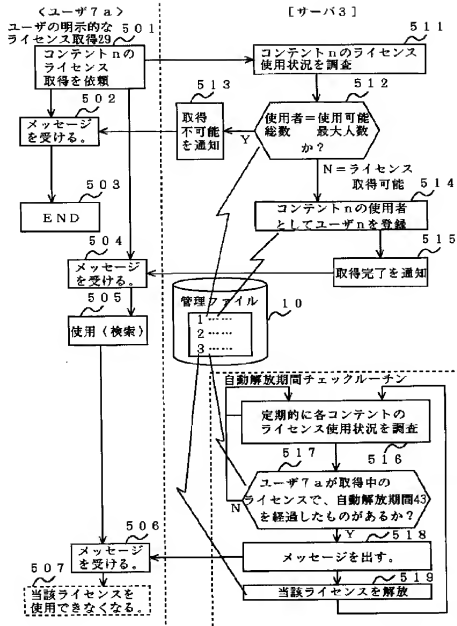 ＜ユーザ７ａ＞
ユーザの明示的な
ライセンス取得29
５０１
コンテントｎの
ライセンス
取得を依頼
５０２
メッセージ
を受ける。
５０３
ＥＮＤ
５０４
メッセージ
を受ける。
５０５
使用（検索）
５０６
メッセージ
を受ける。
５０７
当該ライセンスを
使用できなくなる。
［サーバ３］
５１１
コンテントｎのライセンス
使用状況を調査
５１２
使用者＝使用可能
総数　最大人数
か？
Ｙ
５１３
取得
不可能
を通知
Ｎ＝ライセンス
取得可能
５１４
コンテントｎの使用者
としてユーザｎを登録
５１５
取得完了を通知
１０
管理ファイル
１……
２……
３……
自動解放期間チェックルーチン
定期的に各コンテントの
ライセンス使用状況を調査
５１６
５１７
ユーザ７ａが取得中の
ライセンスで、自動解放期間43
を経過したものがあるか？
Ｎ
Ｙ
５１８
メッセージを出す。
５１９
当該ライセンスを解放